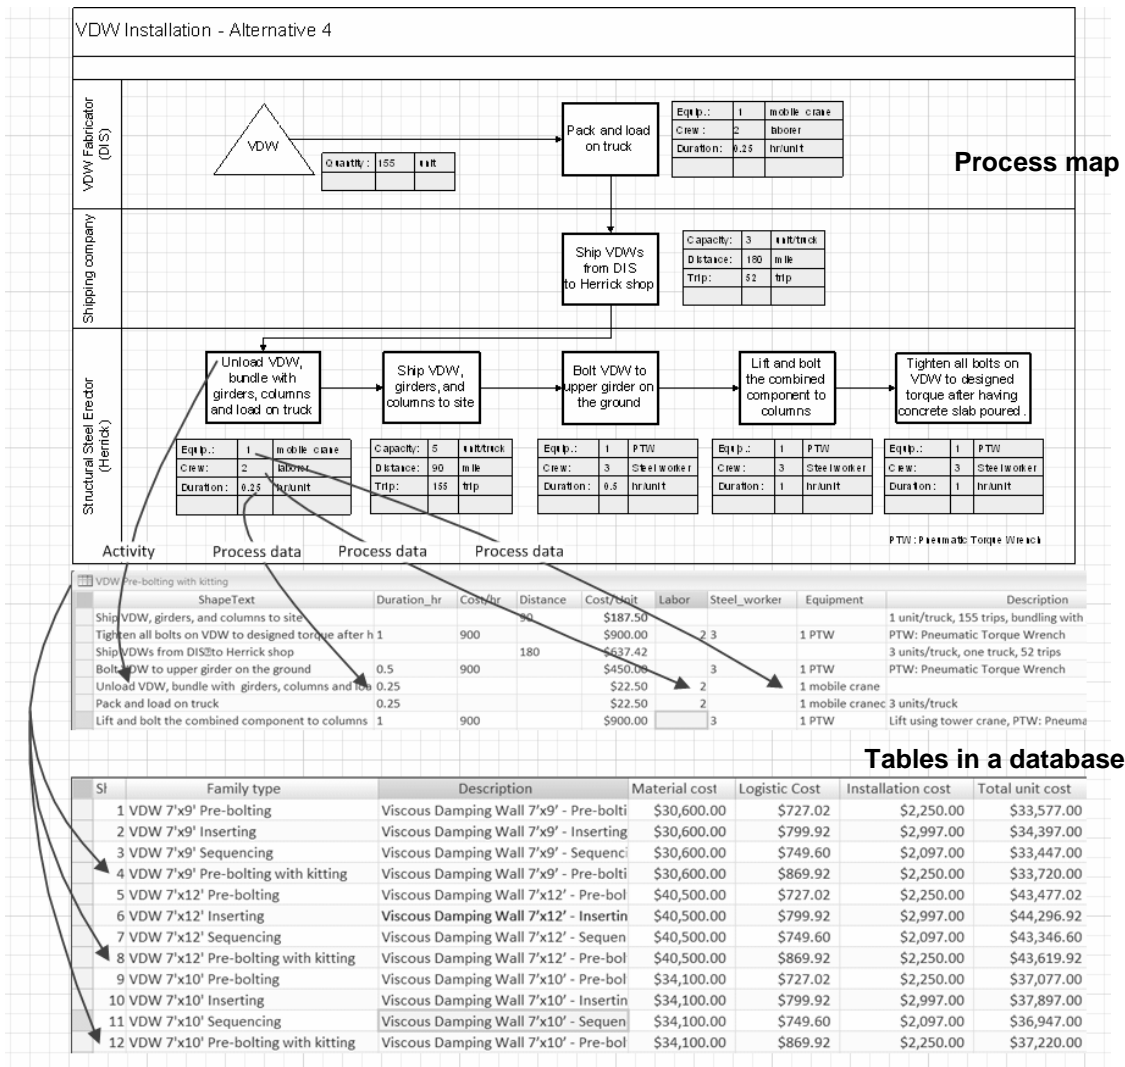 VDW Installation - Alternative 4
VDW Fabricator
(DIS)
VDW
Quantity: 155 unit
Pack and load
on truck
Equip.: 1 mobile crane
Crew: 2 laborer
Duration: 0.25 hr/unit
Process map
Shipping company
Ship VDWs
from DIS
to Herrick shop
Capacity: 3 unit/truck
Distance: 180 mile
Trip: 52 trip
Structural Steel Erector
(Herrick)
Unload VDW,
bundle with
girders, columns
and load on truck
Ship VDW,
girders, and
columns to site
Bolt VDW to
upper girder on
the ground
Lift and bolt
the combined
component to
columns
Tighten all bolts on
VDW to designed
torque after having
concrete slab poured.
Equip.: 1 mobile crane
Crew: 2 laborer
Duration: 0.25 hr/unit
Capacity: 5 unit/truck
Distance: 90 mile
Trip: 155 trip
Equip.: 1 PTW
Crew: 3 Steel worker
Duration: 0.5 hr/unit
Equip.: 1 PTW
Crew: 3 Steel worker
Duration: 1 hr/unit
Equip.: 1 PTW
Crew: 3 Steel worker
Duration: 1 hr/unit
PTW: Pneumatic Torque Wrench
Activity Process data Process data Process data
VDW Pre-bolting with kitting
ShapeText Duration_hr Cost/hr Distance Cost/Unit Labor Steel_worker Equipment Description
Ship VDW, girders, and columns to site 90 $187.50 1 unit/truck, 155 trips, bundling with
Tighten all bolts on VDW to designed torque after h 1 900 $900.00 2 3 1 PTW PTW: Pneumatic Torque Wrench
Ship VDWs from DIS to Herrick shop 180 $637.42 3 units/truck, one truck, 52 trips
Bolt VDW to upper girder on the ground 0.5 900 $450.00 3 1 PTW PTW: Pneumatic Torque Wrench
Unload VDW, bundle with girders, columns and loa 0.25 $22.50 2 1 mobile crane
Pack and load on truck 0.25 $22.50 2 1 mobile cranec 3 units/truck
Lift and bolt the combined component to columns 1 900 $900.00 3 1 PTW Lift using tower crane, PTW: Pneuma
Tables in a database
Sł Family type Description Material cost Logistic Cost Installation cost Total unit cost
1 VDW 7'x9' Pre-bolting Viscous Damping Wall 7'x9' - Pre-bolti $30,600.00 $727.02 $2,250.00 $33,577.00
2 VDW 7'x9' Inserting Viscous Damping Wall 7'x9' - Inserting $30,600.00 $799.92 $2,997.00 $34,397.00
3 VDW 7'x9' Sequencing Viscous Damping Wall 7'x9' - Sequenci $30,600.00 $749.60 $2,097.00 $33,447.00
4 VDW 7'x9' Pre-bolting with kitting Viscous Damping Wall 7'x9' - Pre-bolti $30,600.00 $869.92 $2,250.00 $33,720.00
5 VDW 7'x12' Pre-bolting Viscous Damping Wall 7'x12' - Pre-bol $40,500.00 $727.02 $2,250.00 $43,477.02
6 VDW 7'x12' Inserting Viscous Damping Wall 7'x12' - Insertin $40,500.00 $799.92 $2,997.00 $44,296.92
7 VDW 7'x12' Sequencing Viscous Damping Wall 7'x12' - Sequen $40,500.00 $749.60 $2,097.00 $43,346.60
8 VDW 7'x12' Pre-bolting with kitting Viscous Damping Wall 7'x12' - Pre-bol $40,500.00 $869.92 $2,250.00 $43,619.92
9 VDW 7'x10' Pre-bolting Viscous Damping Wall 7'x10' - Pre-bol $34,100.00 $727.02 $2,250.00 $37,077.00
10 VDW 7'x10' Inserting Viscous Damping Wall 7'x10' - Insertin $34,100.00 $799.92 $2,997.00 $37,897.00
11 VDW 7'x10' Sequencing Viscous Damping Wall 7'x10' - Sequen $34,100.00 $749.60 $2,097.00 $36,947.00
12 VDW 7'x10' Pre-bolting with kitting Viscous Damping Wall 7'x10' - Pre-bol $34,100.00 $869.92 $2,250.00 $37,220.00